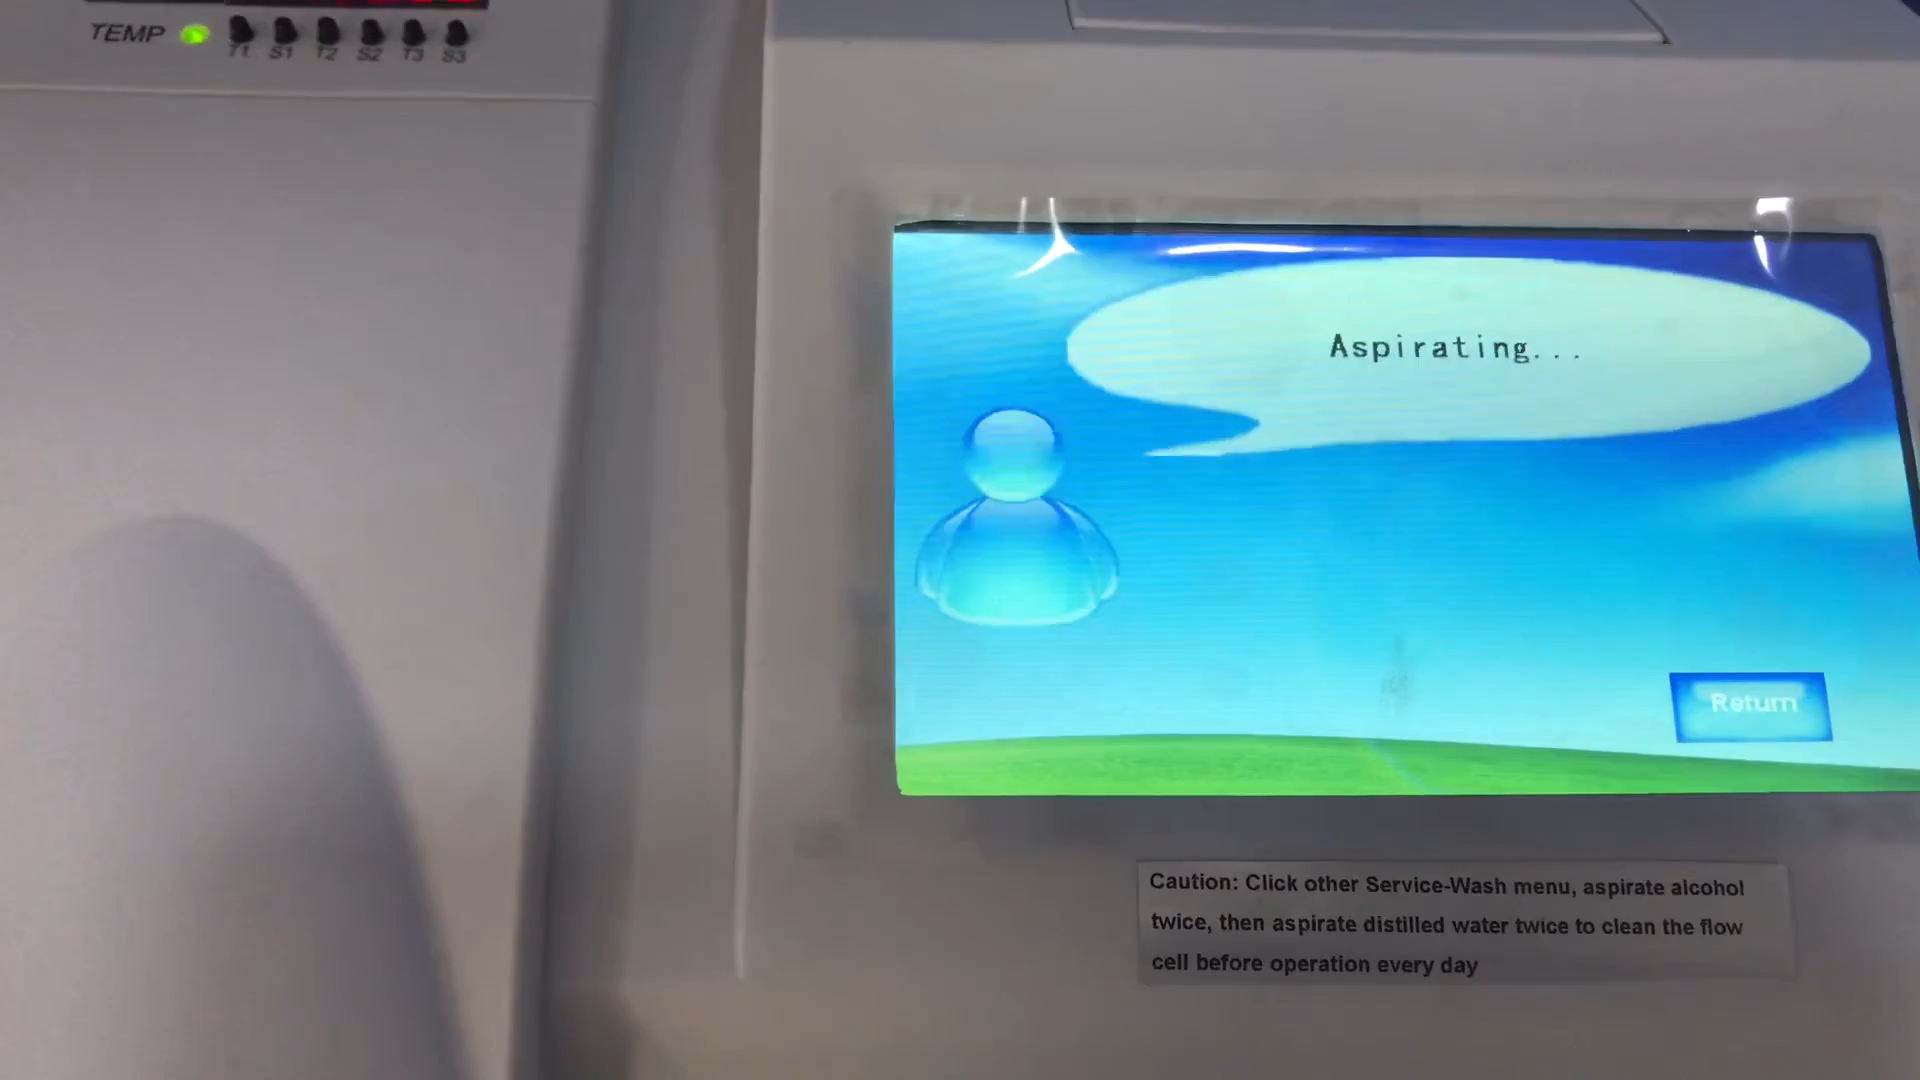 TEMP
T1 S1 T2 S2 T3 S3
Aspirating...
Return
Caution: Click other Service-Wash menu, aspirate alcohol
twice, then aspirate distilled water twice to clean the flow
cell before operation every day